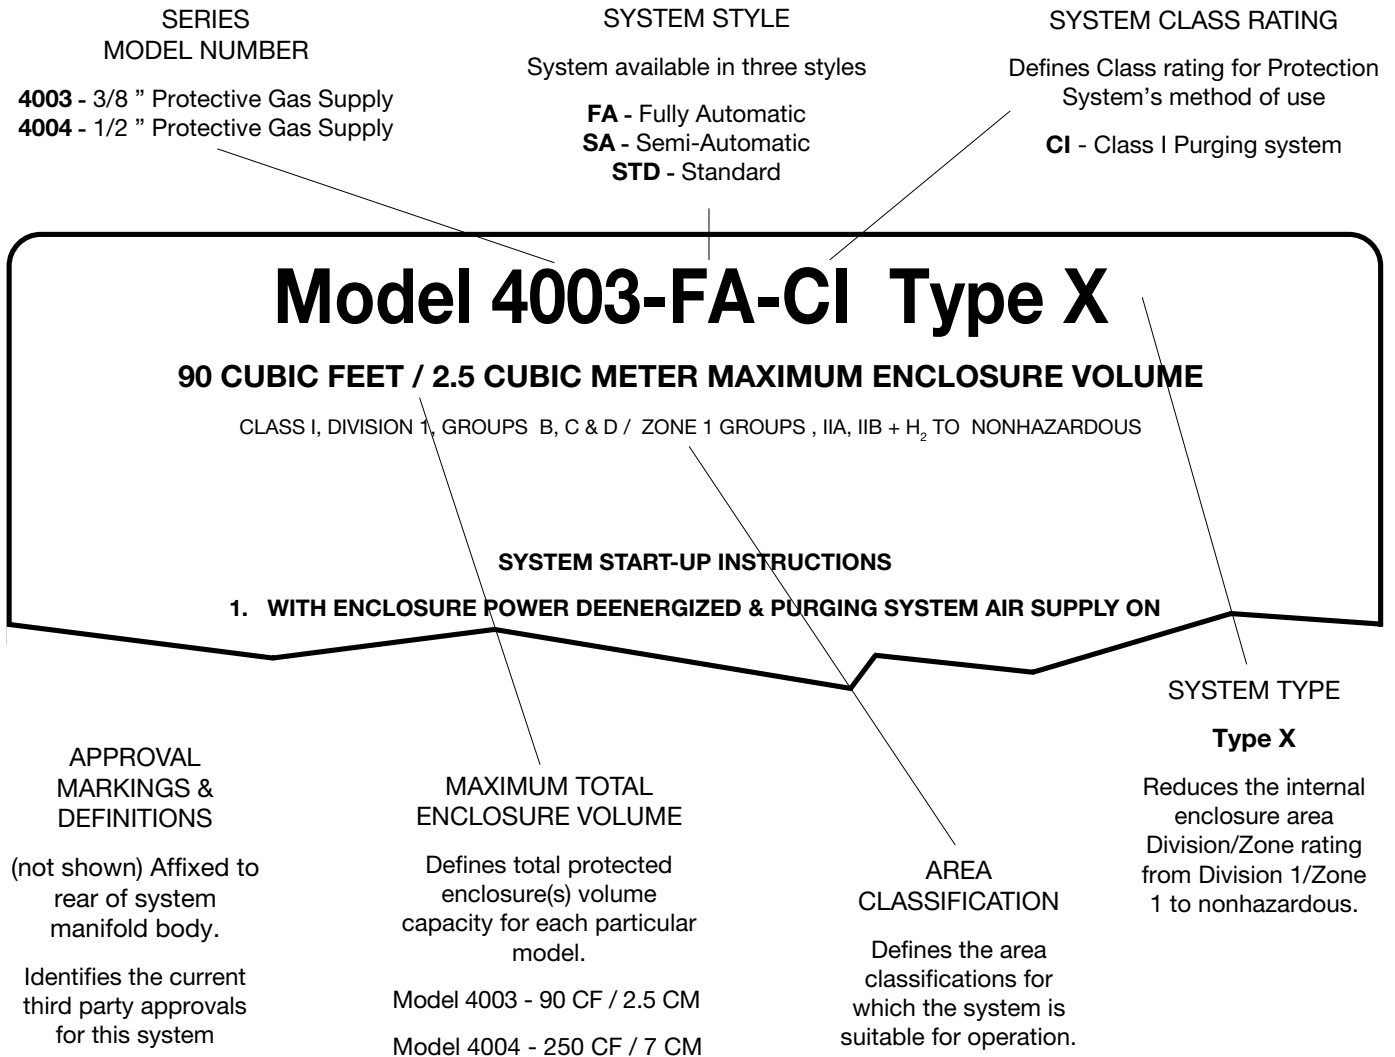 SERIES
MODEL NUMBER
4003 - 3/8 ” Protective Gas Supply
4004 - 1/2 ” Protective Gas Supply
SYSTEM STYLE
System available in three styles
FA - Fully Automatic
SA - Semi-Automatic
STD - Standard
SYSTEM CLASS RATING
Defines Class rating for Protection
System’s method of use
CI - Class I Purging system
Model 4003-FA-CI Type X
90 CUBIC FEET / 2.5 CUBIC METER MAXIMUM ENCLOSURE VOLUME
CLASS I, DIVISION 1, GROUPS B, C & D / ZONE 1 GROUPS , IIA, IIB + H₂ TO NONHAZARDOUS
SYSTEM START-UP INSTRUCTIONS
1. WITH ENCLOSURE POWER DEENERGIZED & PURGING SYSTEM AIR SUPPLY ON
APPROVAL
MARKINGS &
DEFINITIONS
(not shown) Affixed to
rear of system
manifold body.
Identifies the current
third party approvals
for this system
MAXIMUM TOTAL
ENCLOSURE VOLUME
Defines total protected
enclosure(s) volume
capacity for each particular
model.
Model 4003 - 90 CF / 2.5 CM
Model 4004 - 250 CF / 7 CM
AREA
CLASSIFICATION
Defines the area
classifications for
which the system is
suitable for operation.
SYSTEM TYPE
Type X
Reduces the internal
enclosure area
Division/Zone rating
from Division 1/Zone
1 to nonhazardous.